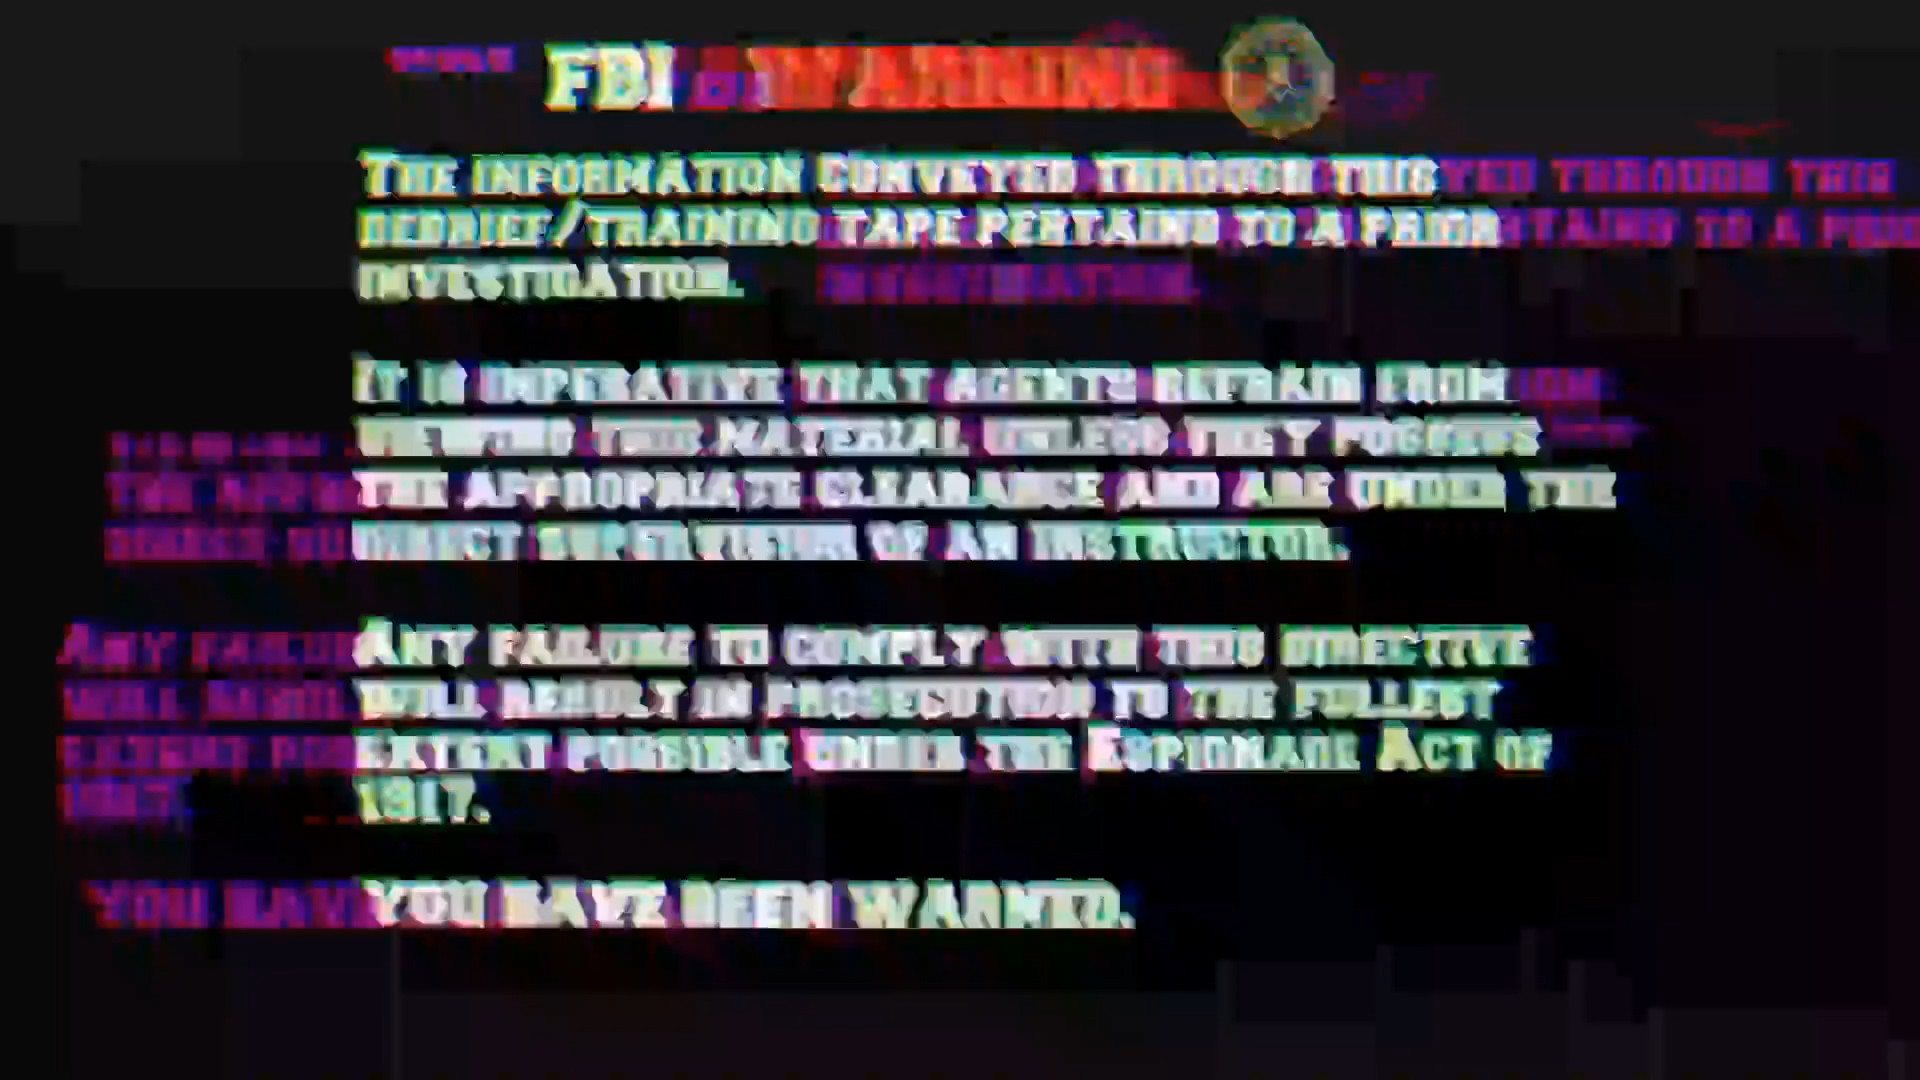 FBI WARNING
THE INFORMATION CONVEYED THROUGH THIS
DEBRIEF/TRAINING TAPE PERTAINS TO A PRIOR
INVESTIGATION.
IT IS IMPERATIVE THAT AGENTS REFRAIN FROM
VIEWING THIS MATERIAL UNLESS THEY POSSESS
THE APPROPRIATE CLEARANCE AND ARE UNDER THE
DIRECT SUPERVISION OF AN INSTRUCTOR.
ANY FAILURE TO COMPLY WITH THIS DIRECTIVE
WILL RESULT IN PROSECUTION TO THE FULLEST
EXTENT POSSIBLE UNDER THE ESPIONAGE ACT OF
1917.
YOU HAVE BEEN WARNED.